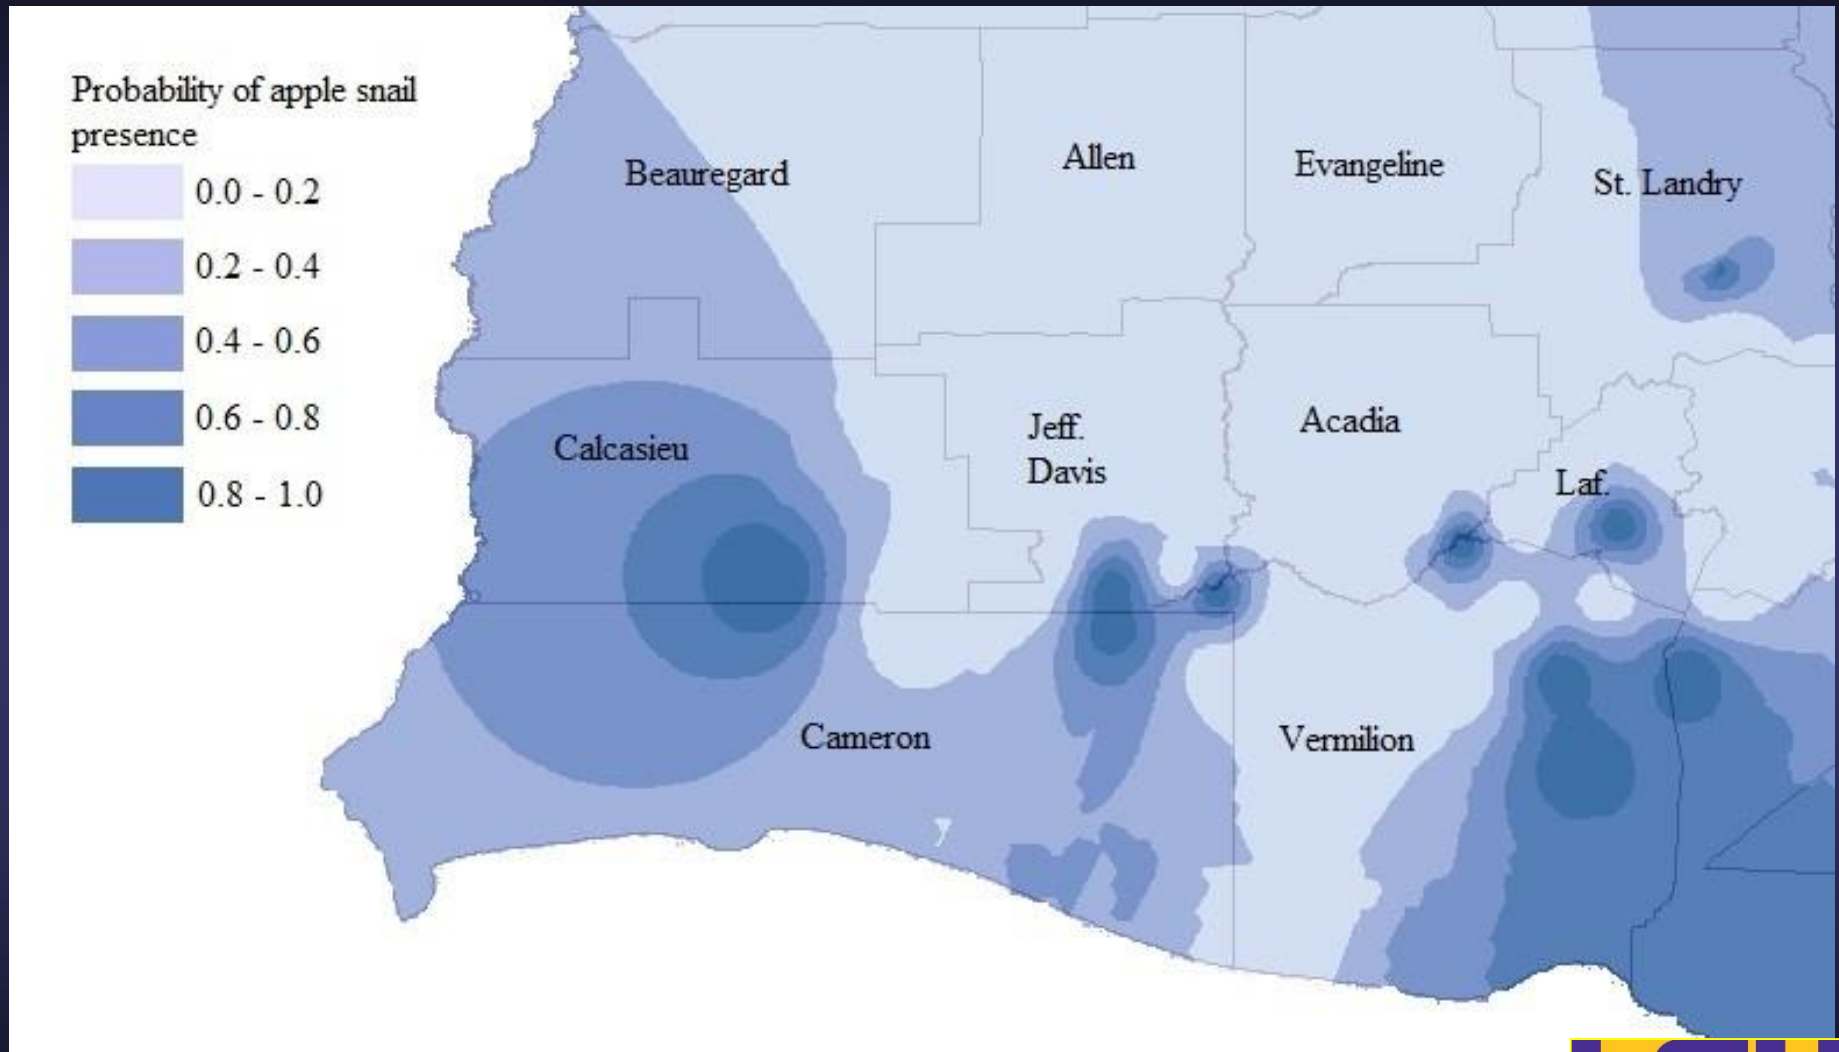 Probability of apple snail
presence
0.0 - 0.2
0.2 - 0.4
0.4 - 0.6
0.6 - 0.8
0.8 - 1.0
Beauregard
Allen
Evangeline
St. Landry
Calcasieu
Jeff.
Davis
Acadia
Laf.
Cameron
Vermilion